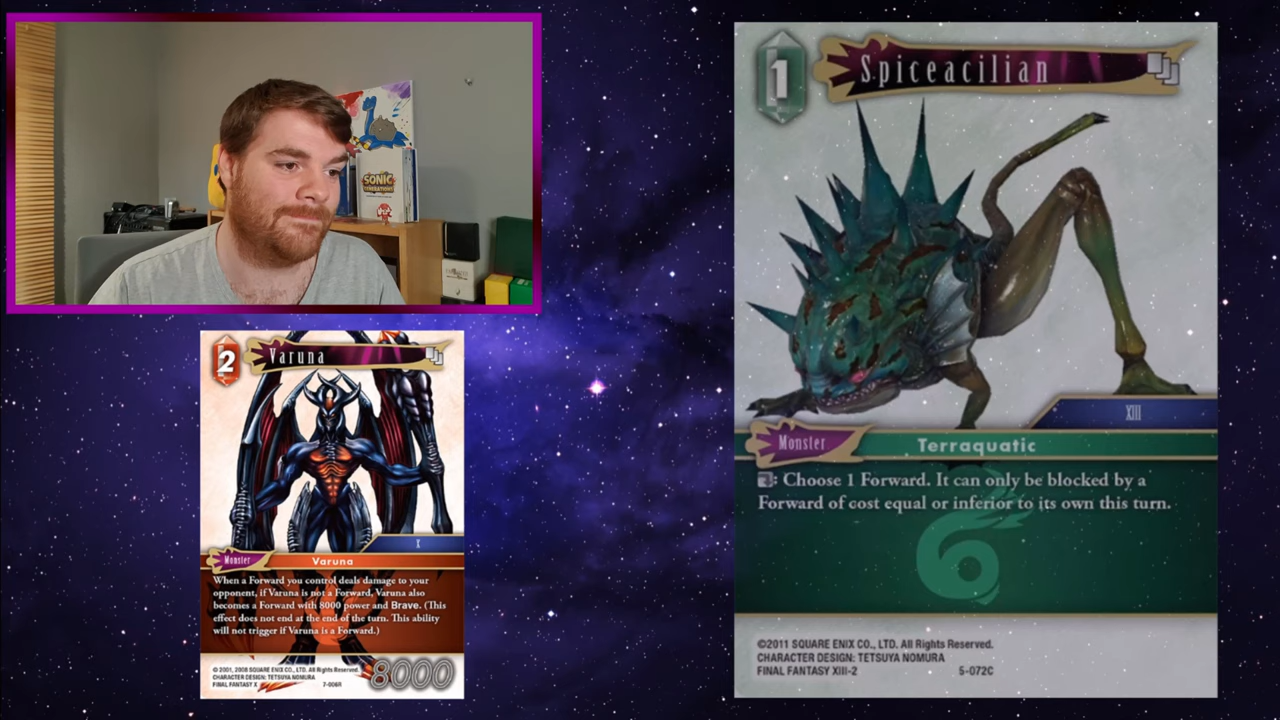 SONIC
GENERATIONS
2
Varuna
X
Monster
Varuna
When a Forward you control deals damage to your
opponent, if Varuna is not a Forward, Varuna also
becomes a Forward with 8000 power and Brave. (This
effect does not end at the end of the turn. This ability
will not trigger if Varuna is a Forward.)
© 2001, 2008 SQUARE ENIX CO., LTD. All Rights Reserved.
CHARACTER DESIGN: TETSUYA NOMURA
FINAL FANTASY X
7-006R
8000
1
Spiceacilian
XIII
Monster
Terraquatic
: Choose 1 Forward. It can only be blocked by a
Forward of cost equal or inferior to its own this turn.
©2011 SQUARE ENIX CO., LTD. All Rights Reserved.
CHARACTER DESIGN: TETSUYA NOMURA
FINAL FANTASY XIII-2
5-072C